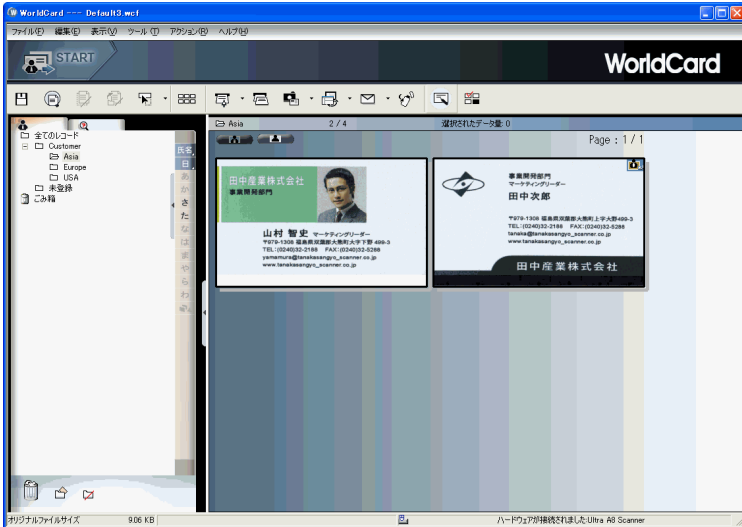 WorldCard --- Default3.wcf
ファイル(F) 編集(E) 表示(V) ツール(T) アクション(R) ヘルプ(H)
START
WorldCard
Asia 2 / 4 選択されたデータ量: 0
Page : 1 / 1
全てのレコード
Customer
Asia
Europe
USA
未登録
ごみ箱
氏名
日
あ
か
さ
た
な
は
ま
や
ら
わ
田中産業株式会社
事業開発部門
山村 智史 マーケティングリーダー
〒979-1308 福島県双葉郡大熊町大字下野 499-3
TEL:(0240)32-2188 FAX:(0240)32-5268
yamamura@tanakasangyo_scanner.co.jp
www.tanakasangyo_scanner.co.jp
事業開発部門
マーケティングリーダー
田中次郎
〒979-1308 福島県双葉郡大熊町上字大野499-3
TEL:(0240)32-2188 FAX:(0240)32-5268
tanaka@tanakasangyo_scanner.co.jp
www.tanakasangyo_scanner.co.jp
田中産業株式会社
オリジナルファイルサイズ 9.06 KB
ハードウェアが接続されました:Ultra A8 Scanner